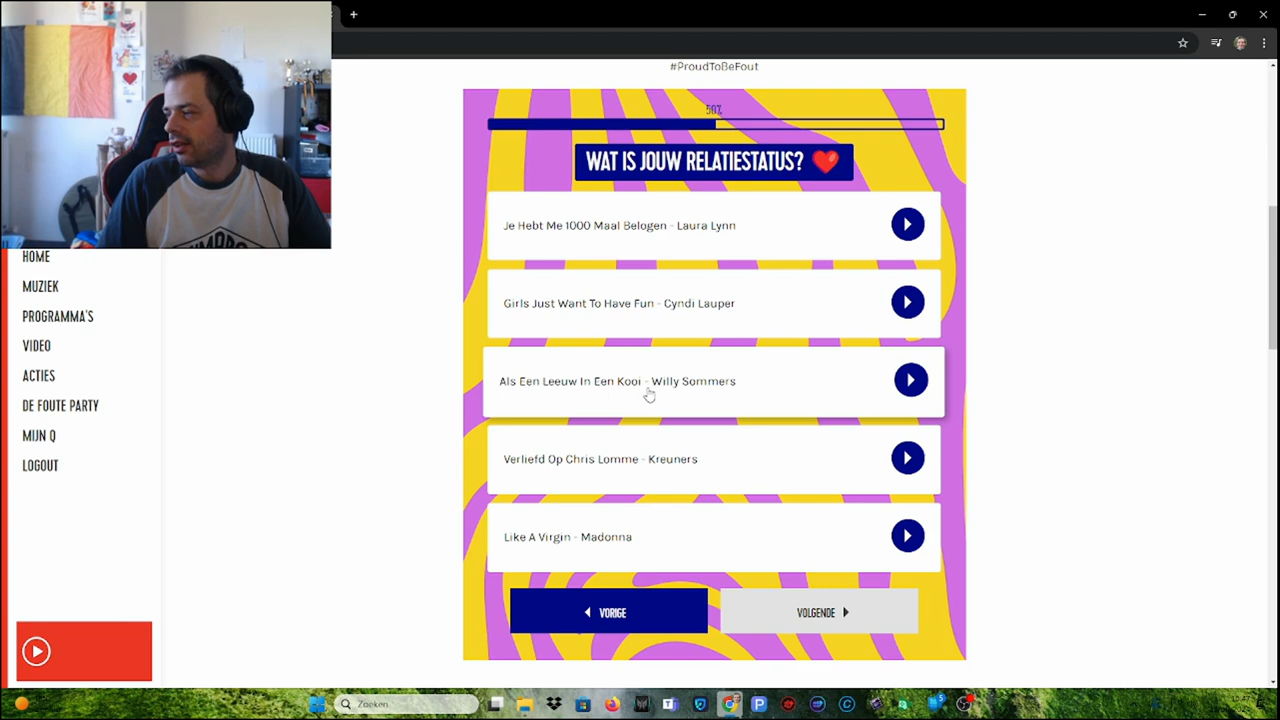 #ProudToBeFout
50%
WAT IS JOUW RELATIESTATUS? ❤️
Je Hebt Me 1000 Maal Belogen - Laura Lynn
Girls Just Want To Have Fun - Cyndi Lauper
Als Een Leeuw In Een Kooi - Willy Sommers
Verliefd Op Chris Lomme - Kreuners
Like A Virgin - Madonna
VORIGE
VOLGENDE
HOME
MUZIEK
PROGRAMMA'S
VIDEO
ACTIES
DE FOUTE PARTY
MIJN Q
LOGOUT
Zoeken